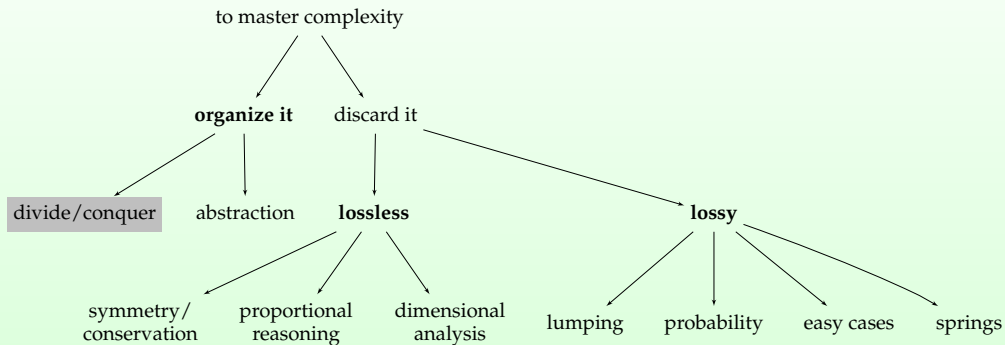 to master complexity
organize it
discard it
divide/conquer
abstraction
lossless
lossy
symmetry/
conservation
proportional
reasoning
dimensional
analysis
lumping
probability
easy cases
springs